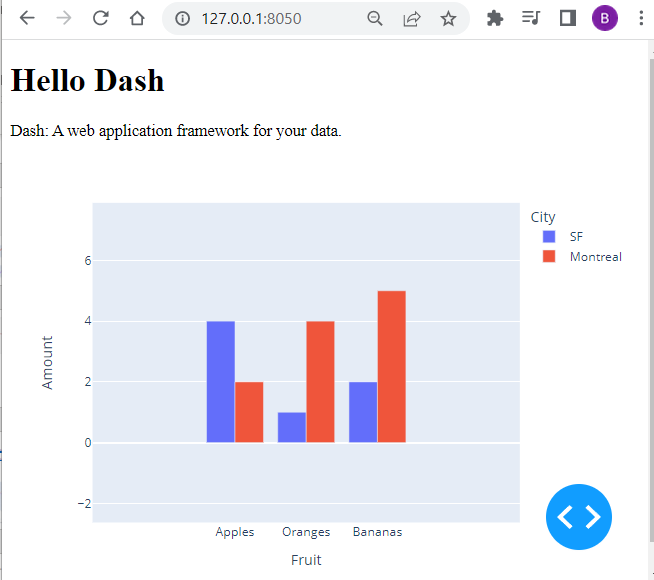 127.0.0.1:8050
B
Hello Dash
Dash: A web application framework for your data.
City
SF
Montreal
6
4
2
0
−2
Amount
Apples Oranges Bananas
Fruit